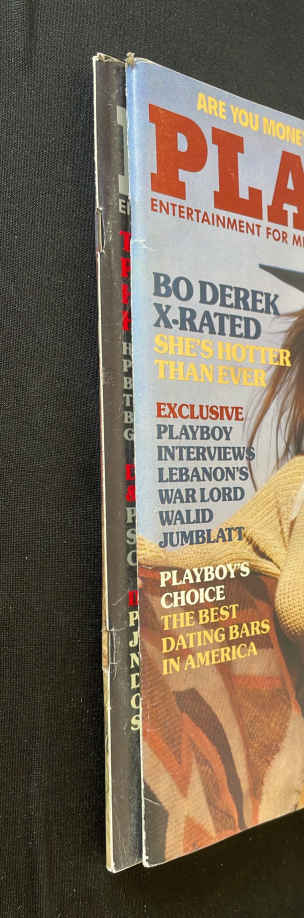 ARE YOU MONE
PLA
ENTERTAINMENT FOR M
BO DEREK
X-RATED
SHE'S HOTTER
THAN EVER
EXCLUSIVE
PLAYBOY
INTERVIEWS
LEBANON'S
WAR LORD
WALID
JUMBLATT
PLAYBOY'S
CHOICE
THE BEST
DATING BARS
IN AMERICA
H
P
B
T
B
G
P
S
C
P
J
N
D
C
S